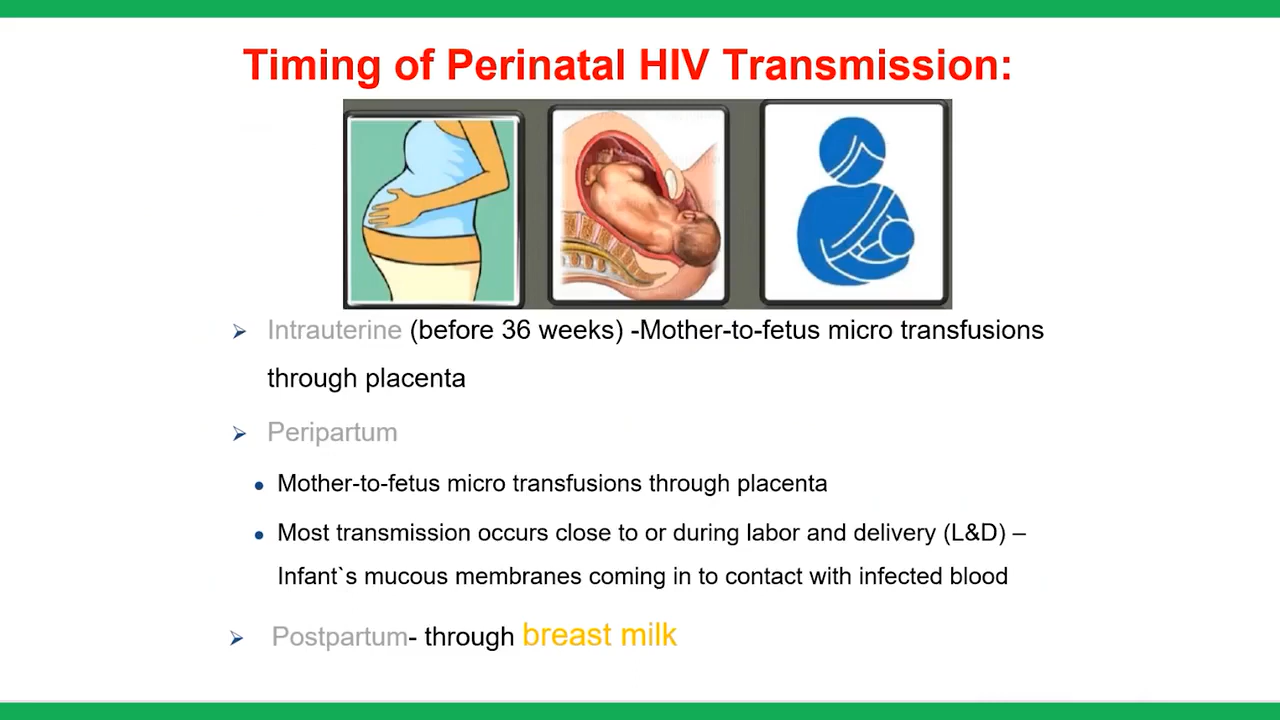 Timing of Perinatal HIV Transmission:
Intrauterine (before 36 weeks) -Mother-to-fetus micro transfusions
through placenta
Peripartum
Mother-to-fetus micro transfusions through placenta
Most transmission occurs close to or during labor and delivery (L&D) –
Infant`s mucous membranes coming in to contact with infected blood
Postpartum- through breast milk